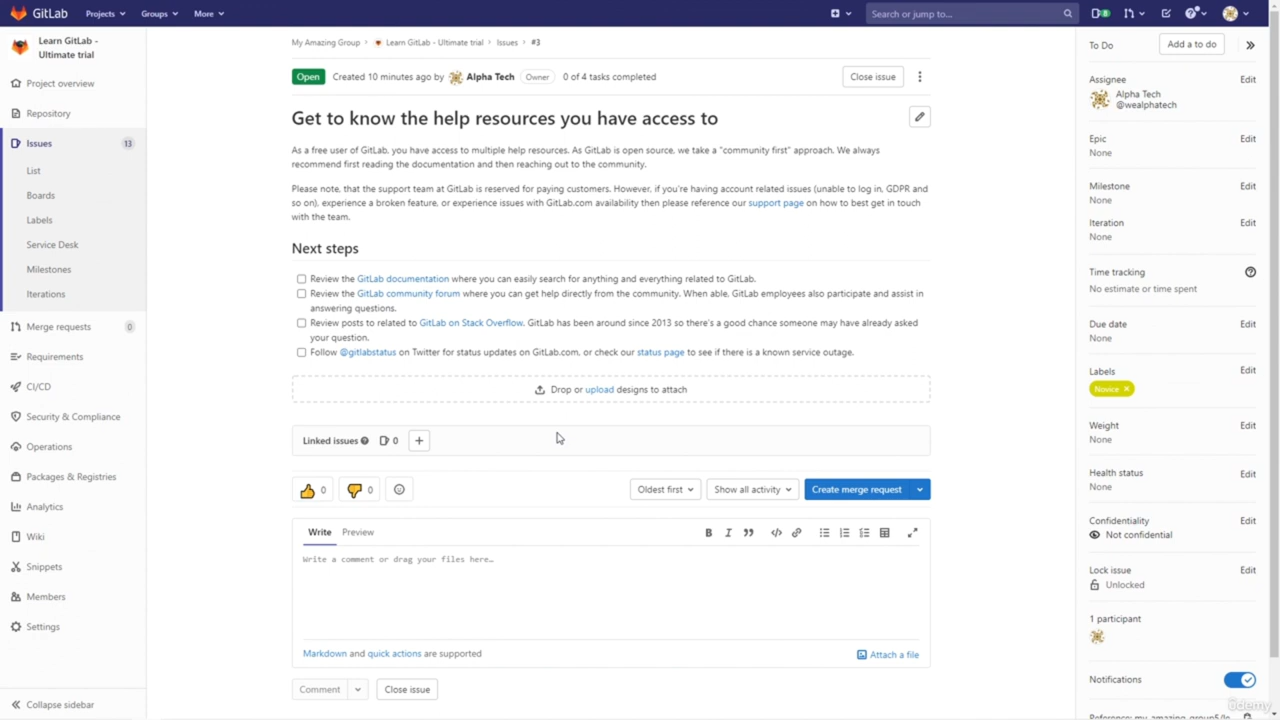 GitLab Projects Groups More Search or jump to... 8
Learn GitLab -
Ultimate trial
Project overview
Repository
Issues 13
List
Boards
Labels
Service Desk
Milestones
Iterations
Merge requests 0
Requirements
CI/CD
Security & Compliance
Operations
Packages & Registries
Analytics
Wiki
Snippets
Members
Settings
Collapse sidebar
My Amazing Group > Learn GitLab - Ultimate trial > Issues > #3
Open Created 10 minutes ago by Alpha Tech Owner 0 of 4 tasks completed Close issue
Get to know the help resources you have access to
As a free user of GitLab, you have access to multiple help resources. As GitLab is open source, we take a "community first" approach. We always
recommend first reading the documentation and then reaching out to the community.
Please note, that the support team at GitLab is reserved for paying customers. However, if you're having account related issues (unable to log in, GDPR and
so on), experience a broken feature, or experience issues with GitLab.com availability then please reference our support page on how to best get in touch
with the team.
Next steps
Review the GitLab documentation where you can easily search for anything and everything related to GitLab.
Review the GitLab community forum where you can get help directly from the community. When able, GitLab employees also participate and assist in
answering questions.
Review posts to related to GitLab on Stack Overflow. GitLab has been around since 2013 so there's a good chance someone may have already asked
your question.
Follow @gitlabstatus on Twitter for status updates on GitLab.com, or check our status page to see if there is a known service outage.
Drop or upload designs to attach
Linked issues 0 +
0 0 Oldest first Show all activity Create merge request
Write Preview B I
Write a comment or drag your files here…
Markdown and quick actions are supported Attach a file
Comment Close issue
To Do Add a to do
Assignee Edit
Alpha Tech
@wealphatech
Epic Edit
None
Milestone Edit
None
Iteration Edit
None
Time tracking
No estimate or time spent
Due date Edit
None
Labels Edit
Novice
Weight Edit
None
Health status Edit
None
Confidentiality Edit
Not confidential
Lock issue Edit
Unlocked
1 participant
Notifications
udemy